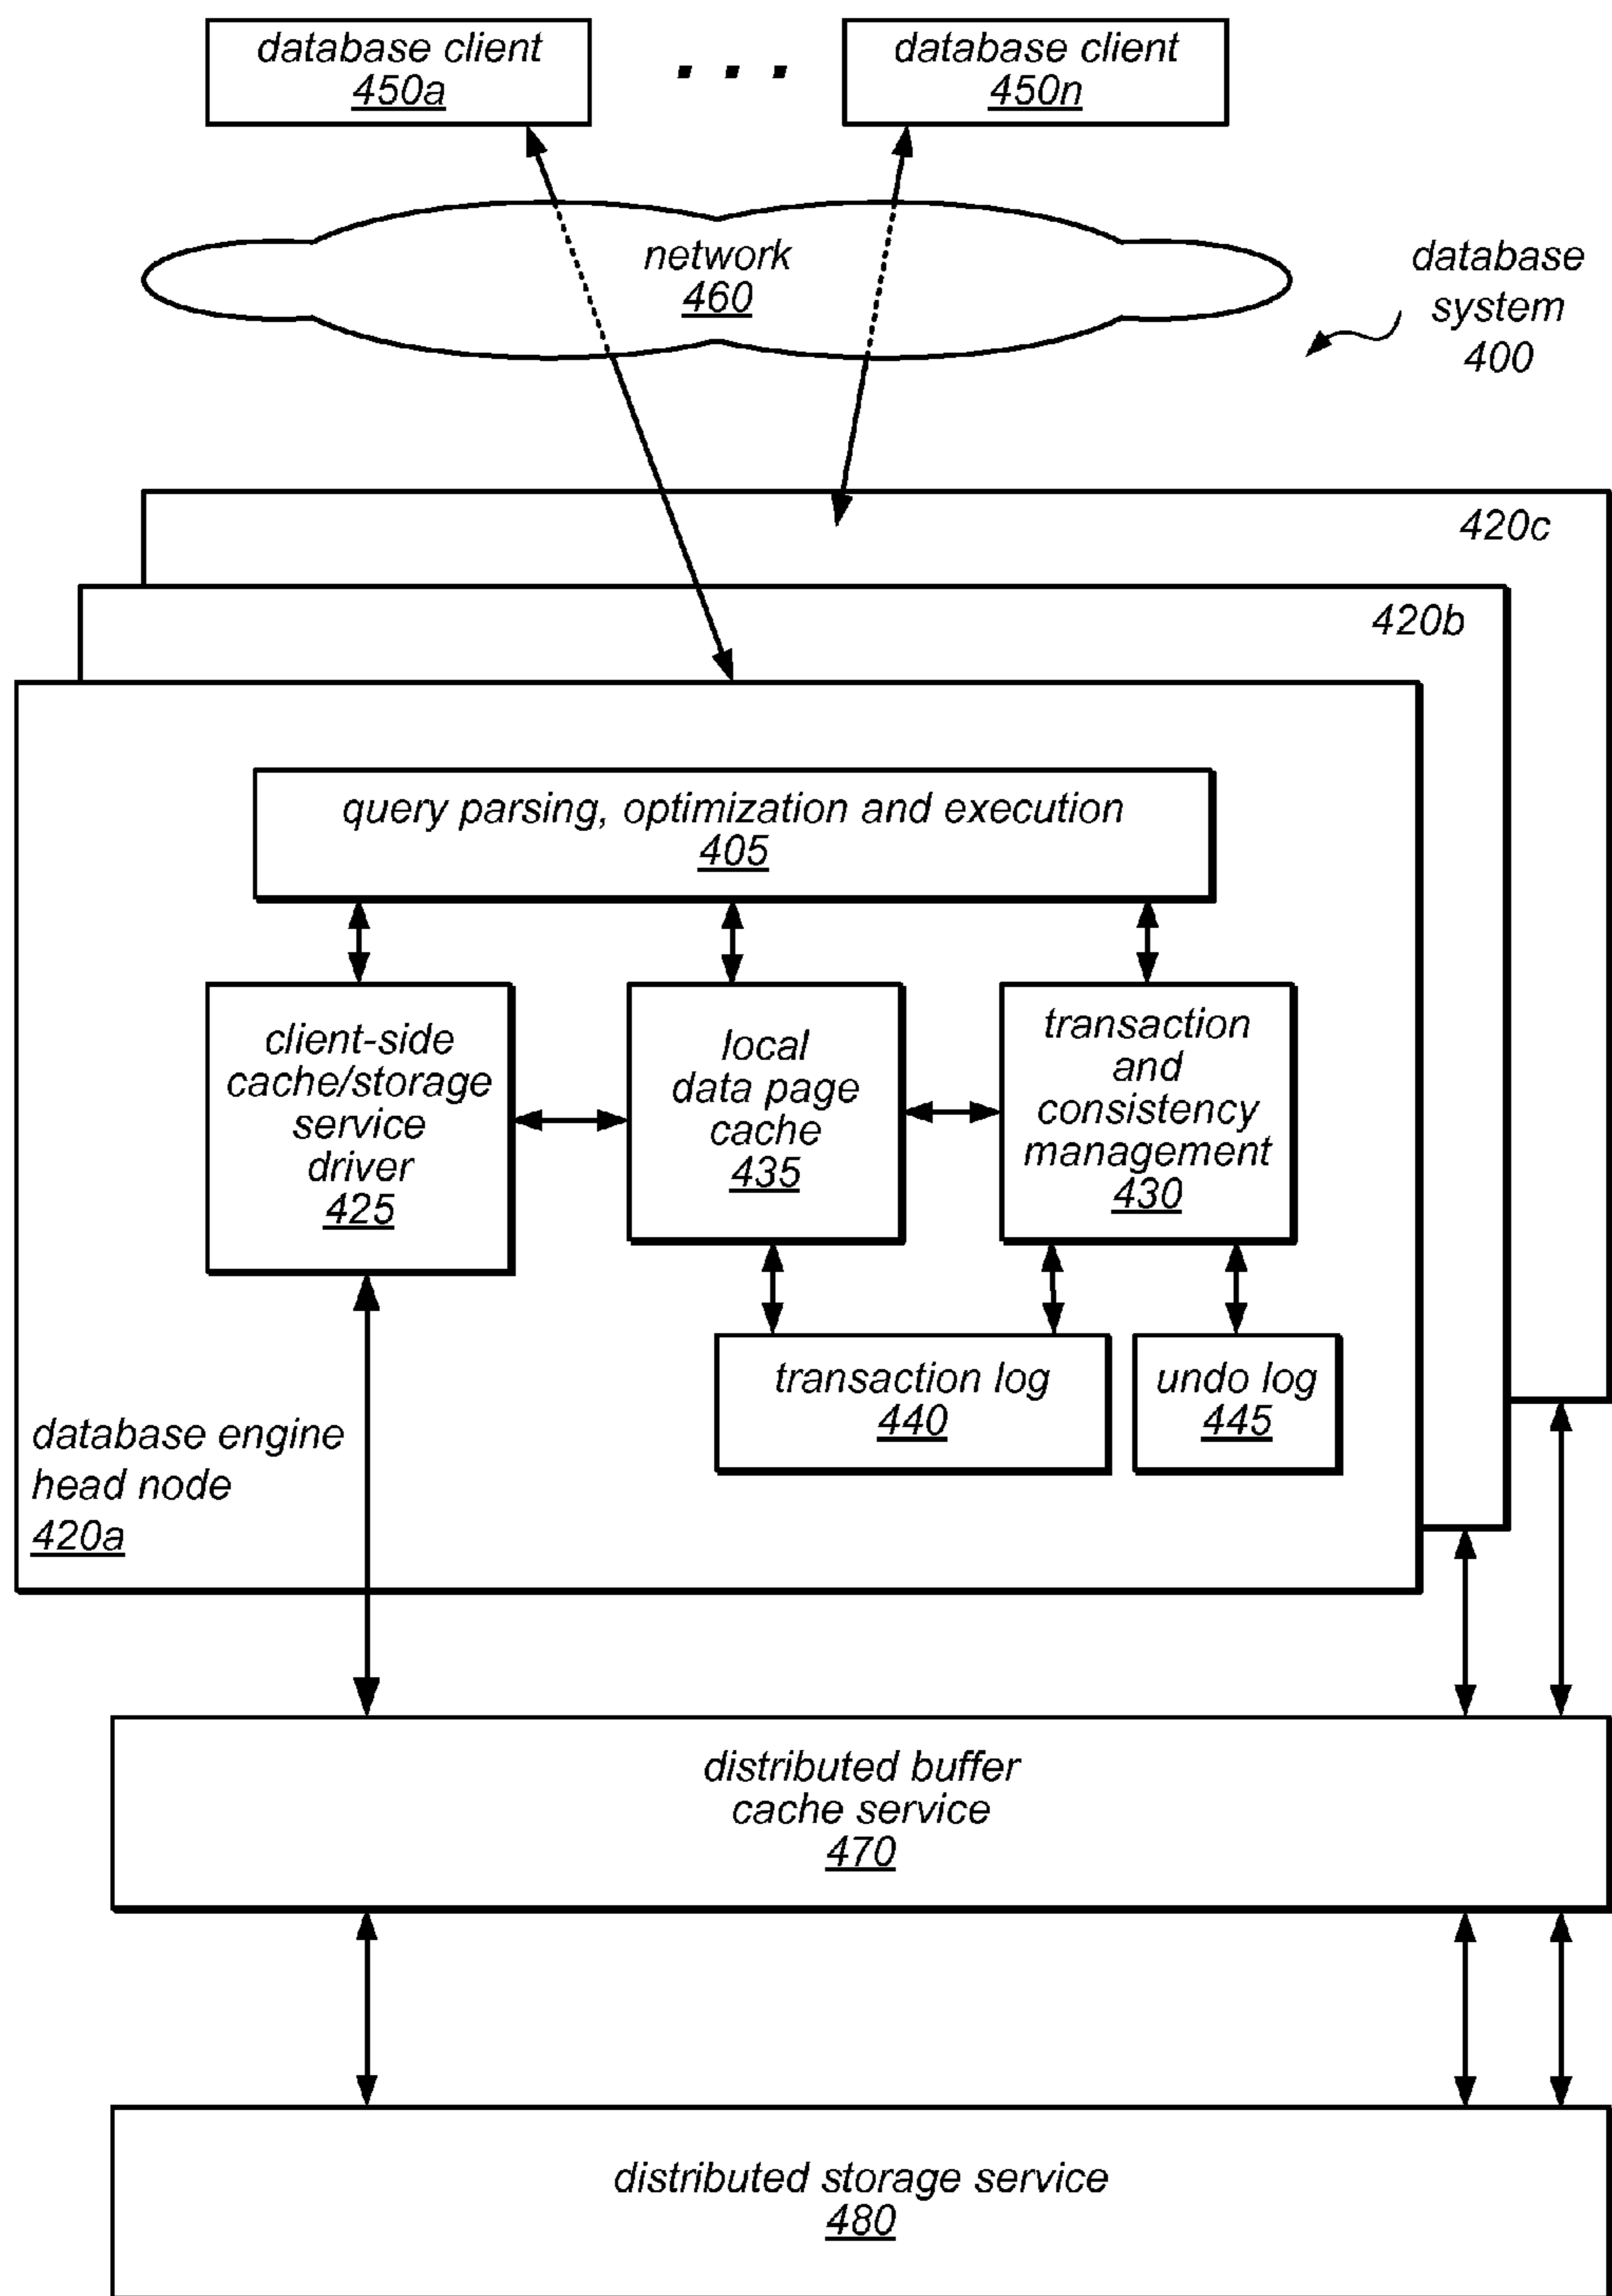 database client
450a
. . .
database client
450n
network
460
database
system
400
420c
420b
query parsing, optimization and execution
405
client-side
cache/storage
service
driver
425
local
data page
cache
435
transaction
and
consistency
management
430
transaction log
440
undo log
445
database engine
head node
420a
distributed buffer
cache service
470
distributed storage service
480